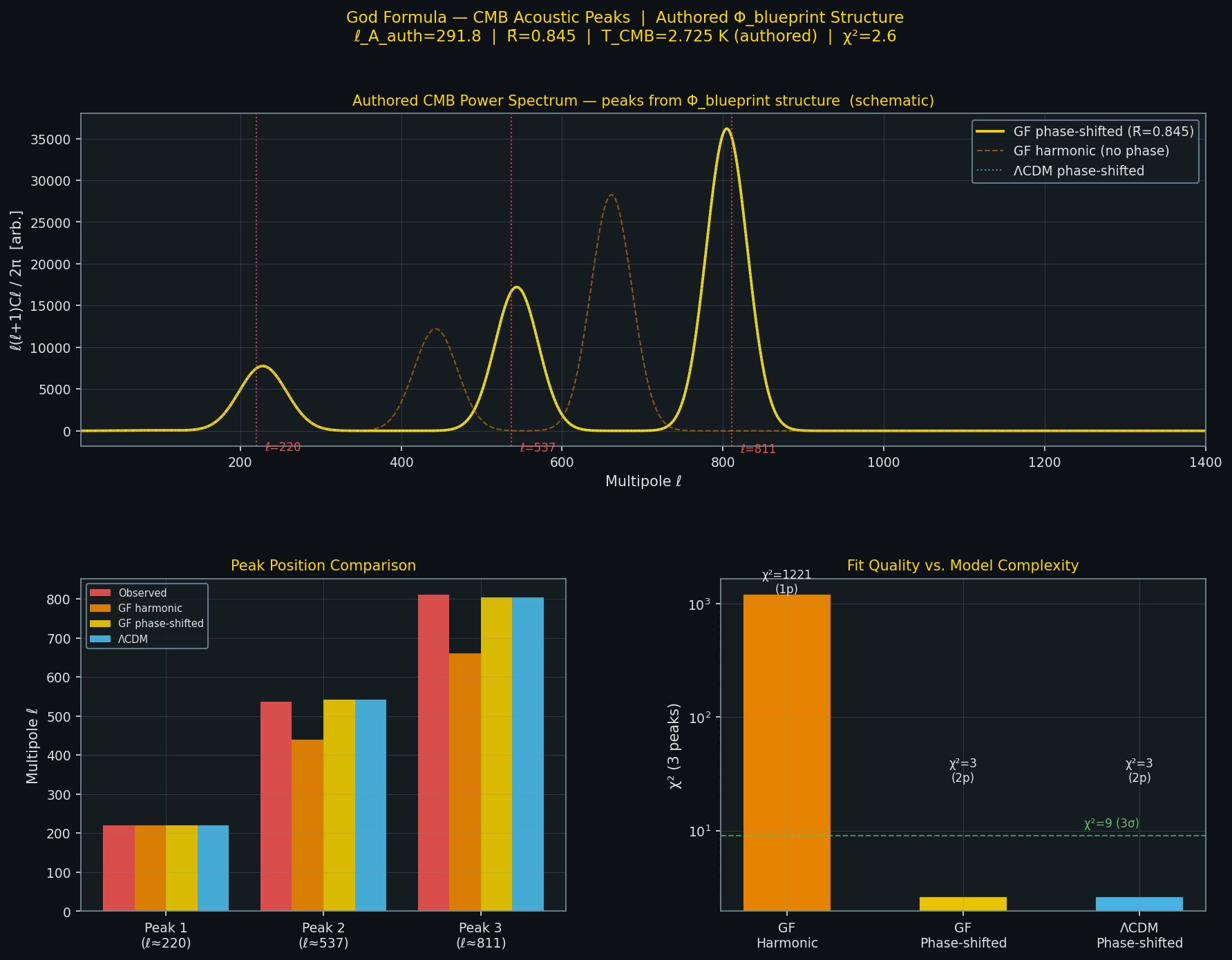 God Formula — CMB Acoustic Peaks | Authored Φ_blueprint Structure
ℓ_A_auth=291.8 | R̄=0.845 | T_CMB=2.725 K (authored) | χ²=2.6
Authored CMB Power Spectrum — peaks from Φ_blueprint structure (schematic)
ℓ(ℓ+1)Cℓ / 2π [arb.]
35000
30000
25000
20000
15000
10000
5000
0
GF phase-shifted (R̄=0.845)
GF harmonic (no phase)
ΛCDM phase-shifted
ℓ=220
ℓ=537
ℓ=811
200
400
600
800
1000
1200
1400
Multipole ℓ
Peak Position Comparison
Multipole ℓ
800
700
600
500
400
300
200
100
0
Observed
GF harmonic
GF phase-shifted
ΛCDM
Peak 1
(ℓ≈220)
Peak 2
(ℓ≈537)
Peak 3
(ℓ≈811)
Fit Quality vs. Model Complexity
χ² (3 peaks)
10³
10²
10¹
χ²=1221
(1p)
χ²=3
(2p)
χ²=3
(2p)
χ²=9 (3σ)
GF
Harmonic
GF
Phase-shifted
ΛCDM
Phase-shifted